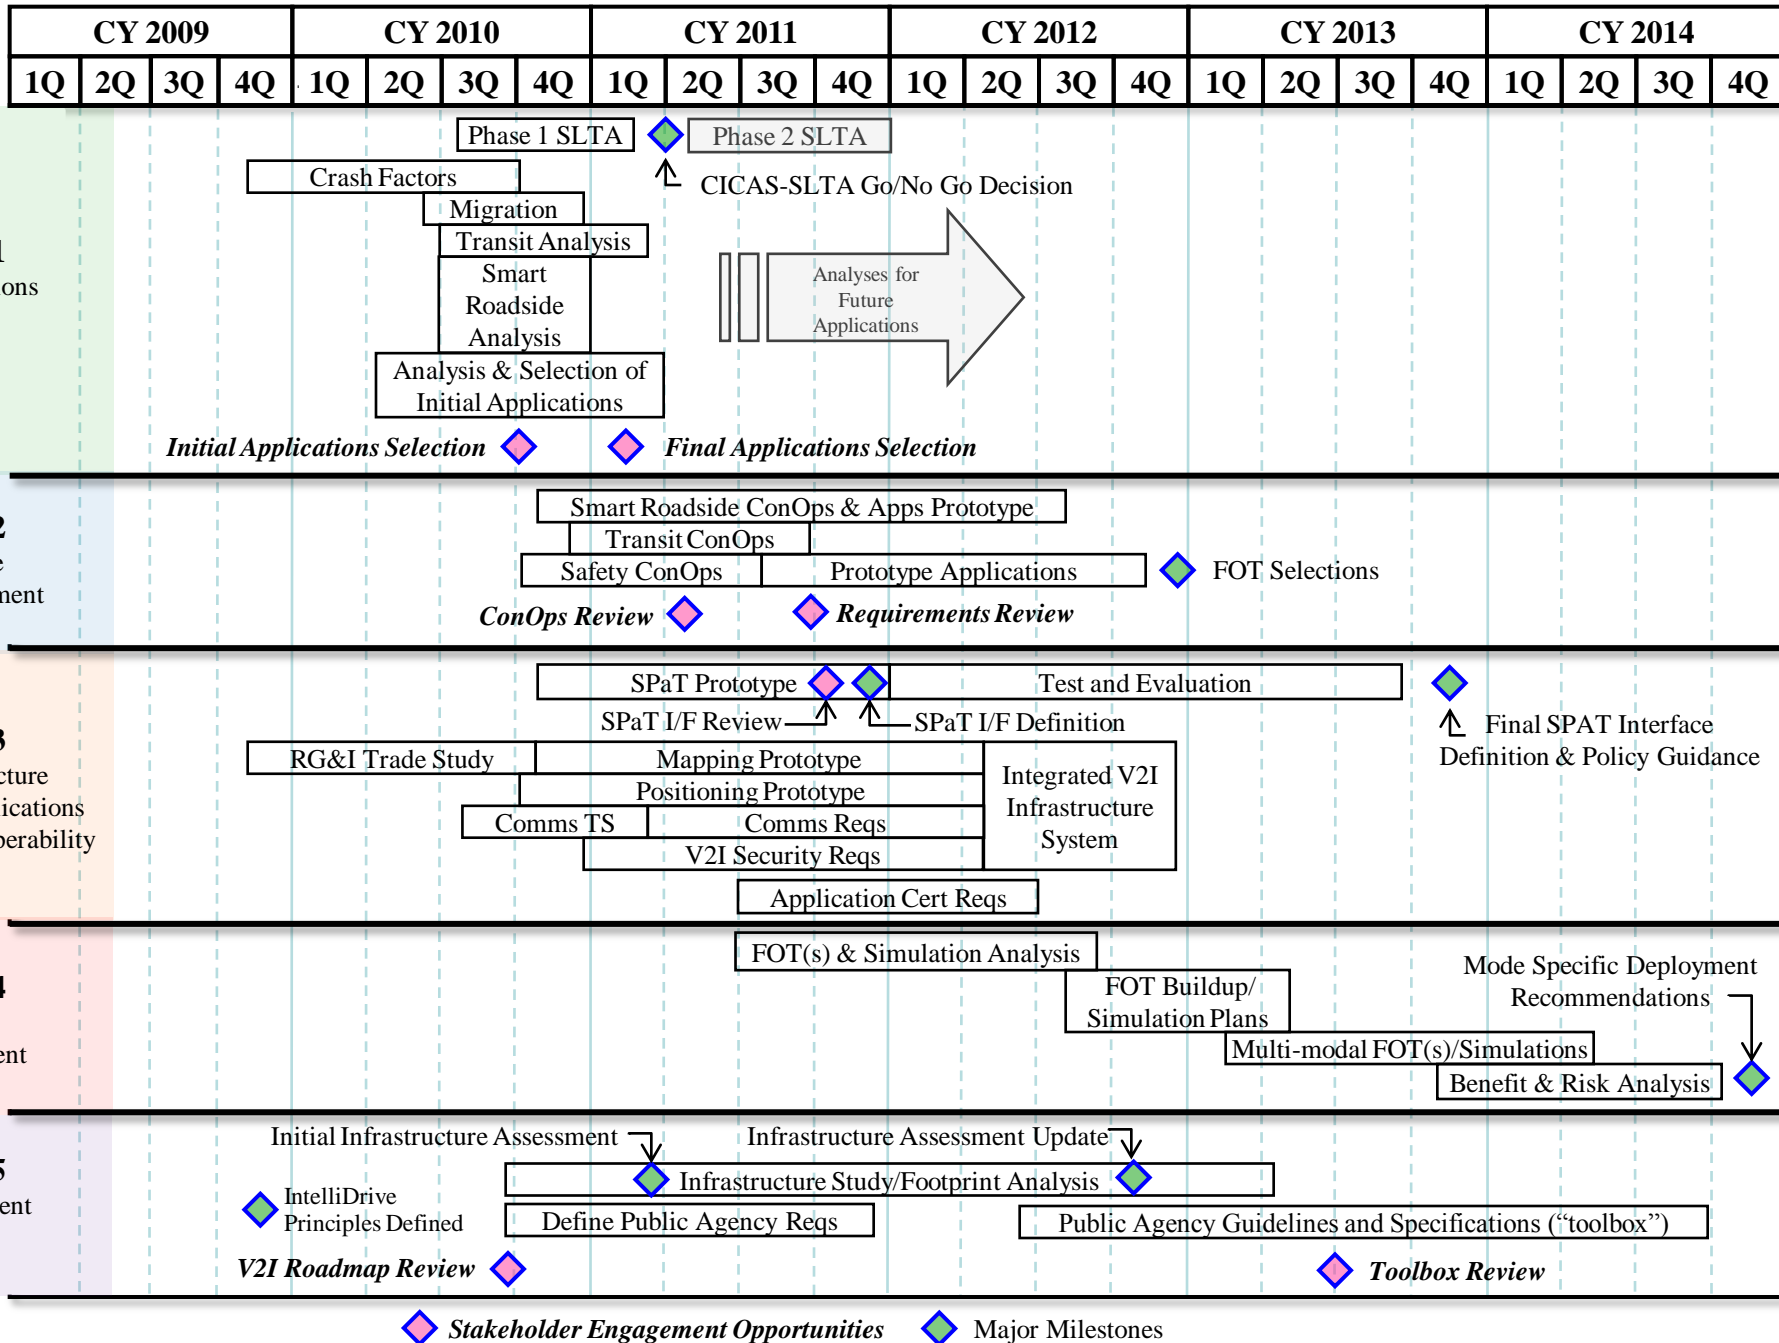 CY 2009 CY 2010 CY 2011 CY 2012 CY 2013 CY 2014
1Q 2Q 3Q 4Q 1Q 2Q 3Q 4Q 1Q 2Q 3Q 4Q 1Q 2Q 3Q 4Q 1Q 2Q 3Q 4Q 1Q 2Q 3Q 4Q
1
ions
Phase 1 SLTA
Phase 2 SLTA
CICAS-SLTA Go/No Go Decision
Crash Factors
Migration
Transit Analysis
Smart
Roadside
Analysis
Analyses for
Future
Applications
Analysis & Selection of
Initial Applications
Initial Applications Selection
Final Applications Selection
2
e
ment
Smart Roadside ConOps & Apps Prototype
Transit ConOps
Safety ConOps
Prototype Applications
FOT Selections
ConOps Review
Requirements Review
3
cture
lications
perability
SPaT Prototype
Test and Evaluation
SPaT I/F Review
SPaT I/F Definition
Final SPAT Interface
Definition & Policy Guidance
RG&I Trade Study
Mapping Prototype
Positioning Prototype
Comms TS
Comms Reqs
V2I Security Reqs
Integrated V2I
Infrastructure
System
Application Cert Reqs
4
ent
FOT(s) & Simulation Analysis
FOT Buildup/
Simulation Plans
Mode Specific Deployment
Recommendations
Multi-modal FOT(s)/Simulations
Benefit & Risk Analysis
5
ent
Initial Infrastructure Assessment
Infrastructure Assessment Update
Infrastructure Study/Footprint Analysis
IntelliDrive
Principles Defined
Define Public Agency Reqs
Public Agency Guidelines and Specifications (“toolbox”)
V2I Roadmap Review
Toolbox Review
Stakeholder Engagement Opportunities
Major Milestones